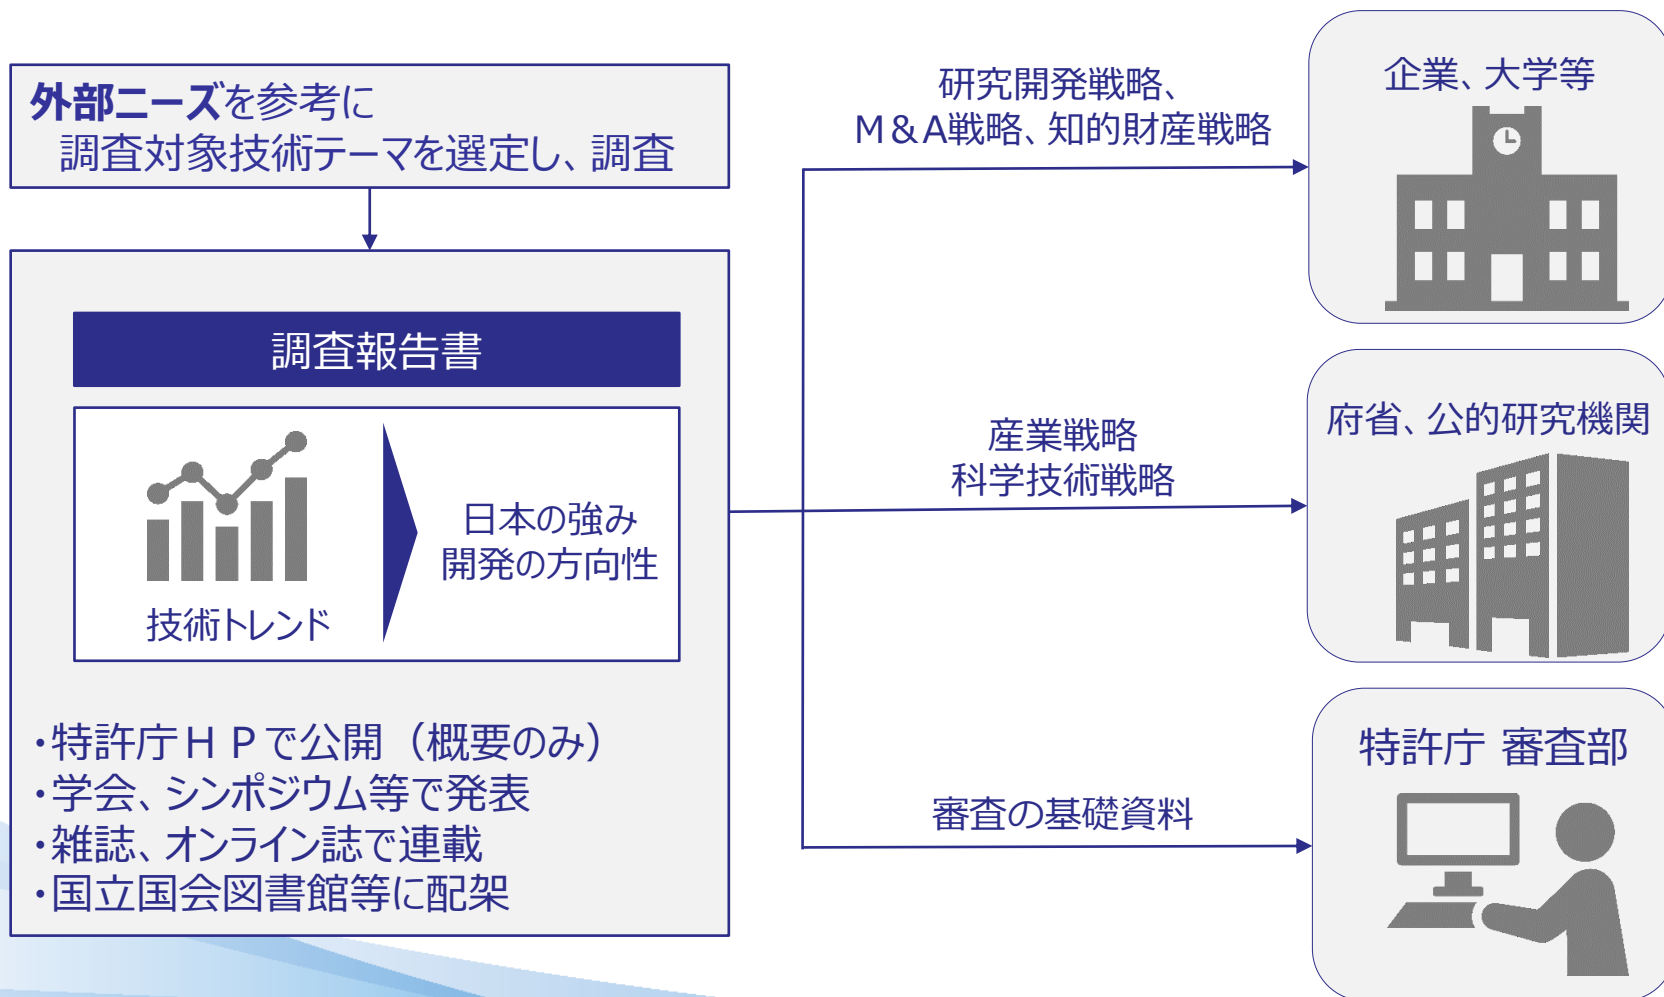 外部ニーズを参考に
調査対象技術テーマを選定し、調査
調査報告書
技術トレンド
日本の強み
開発の方向性
・特許庁ＨＰで公開（概要のみ）
・学会、シンポジウム等で発表
・雑誌、オンライン誌で連載
・国立国会図書館等に配架
研究開発戦略、
Ｍ＆A戦略、知的財産戦略
企業、大学等
産業戦略
科学技術戦略
府省、公的研究機関
審査の基礎資料
特許庁 審査部